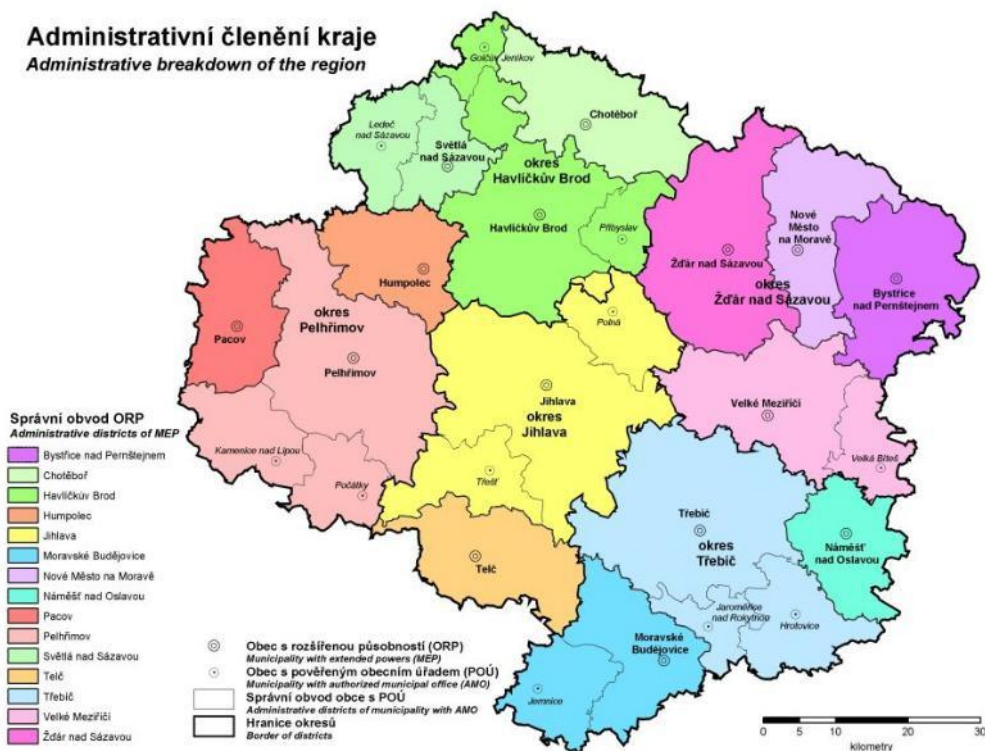 Administrativní členění kraje
Administrative breakdown of the region
Golčův Jeníkov
Chotěboř
Ledeč
nad Sázavou
Světlá
nad Sázavou
okres
Havlíčkův Brod
Havlíčkův Brod
Přibyslav
Nové
Město
na Moravě
Žďár nad Sázavou
okres
Žďár nad Sázavou
Bystřice
nad Pernštejnem
Humpolec
okres
Pelhřimov
Pacov
Pelhřimov
Polná
Jihlava
okres
Jihlava
Velké Meziříčí
Velká Bíteš
Kamenice nad Lipou
Počátky
Třešť
Třebíč
okres
Třebíč
Náměšť
nad Oslavou
Telč
Jaroměřice
nad Rokytnou
Hrotovice
Moravské
Budějovice
Jemnice
Správní obvod ORP
Administrative districts of MEP
Bystřice nad Pernštejnem
Chotěboř
Havlíčkův Brod
Humpolec
Jihlava
Moravské Budějovice
Nové Město na Moravě
Náměšť nad Oslavou
Pacov
Pelhřimov
Světlá nad Sázavou
Telč
Třebíč
Velké Meziříčí
Žďár nad Sázavou
Obec s rozšířenou působností (ORP)
Municipality with extended powers (MEP)
Obec s pověřeným obecním úřadem (POÚ)
Municipality with authorized municipal office (AMO)
Správní obvod obce s POÚ
Administrative districts of municipality with AMO
Hranice okresů
Border of districts
0 5 10 20 30
kilometry